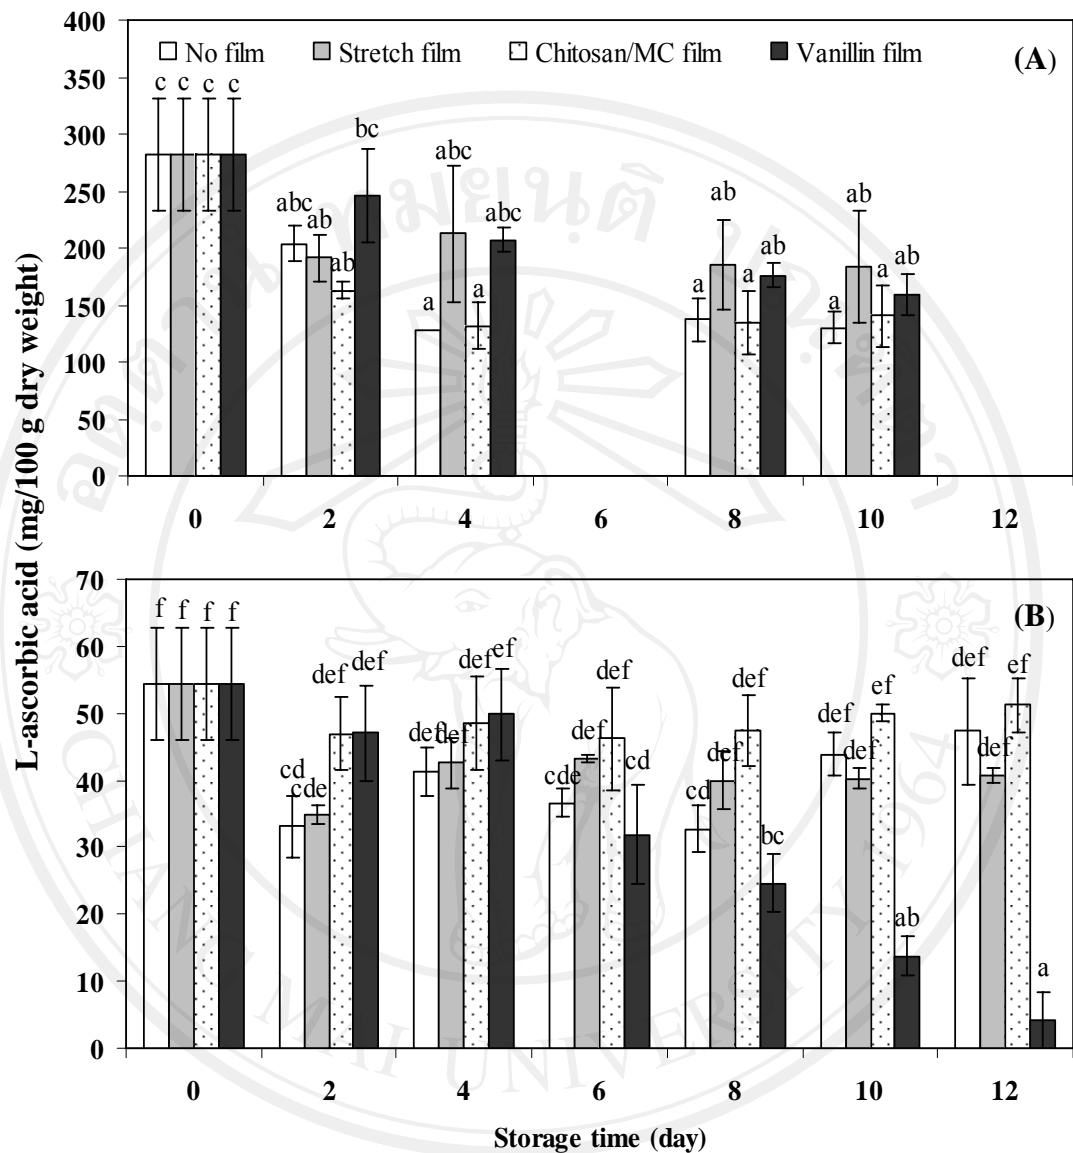 L-ascorbic acid (mg/100 g dry weight)
400
350
300
250
200
150
100
50
0
No film Stretch film Chitosan/MC film Vanillin film (A)
c c c c
abc ab ab bc
a abc a abc
a ab a ab
a ab a ab
0 2 4 6 8 10 12
70
60
50
40
30
20
10
0
(B)
f f f f
cd cde def def
def def def ef
cde def def cd
cd def def bc
def def ef ab
def def ef a
0 2 4 6 8 10 12
Storage time (day)
CHIANG MAI UNIVERSITY 1964